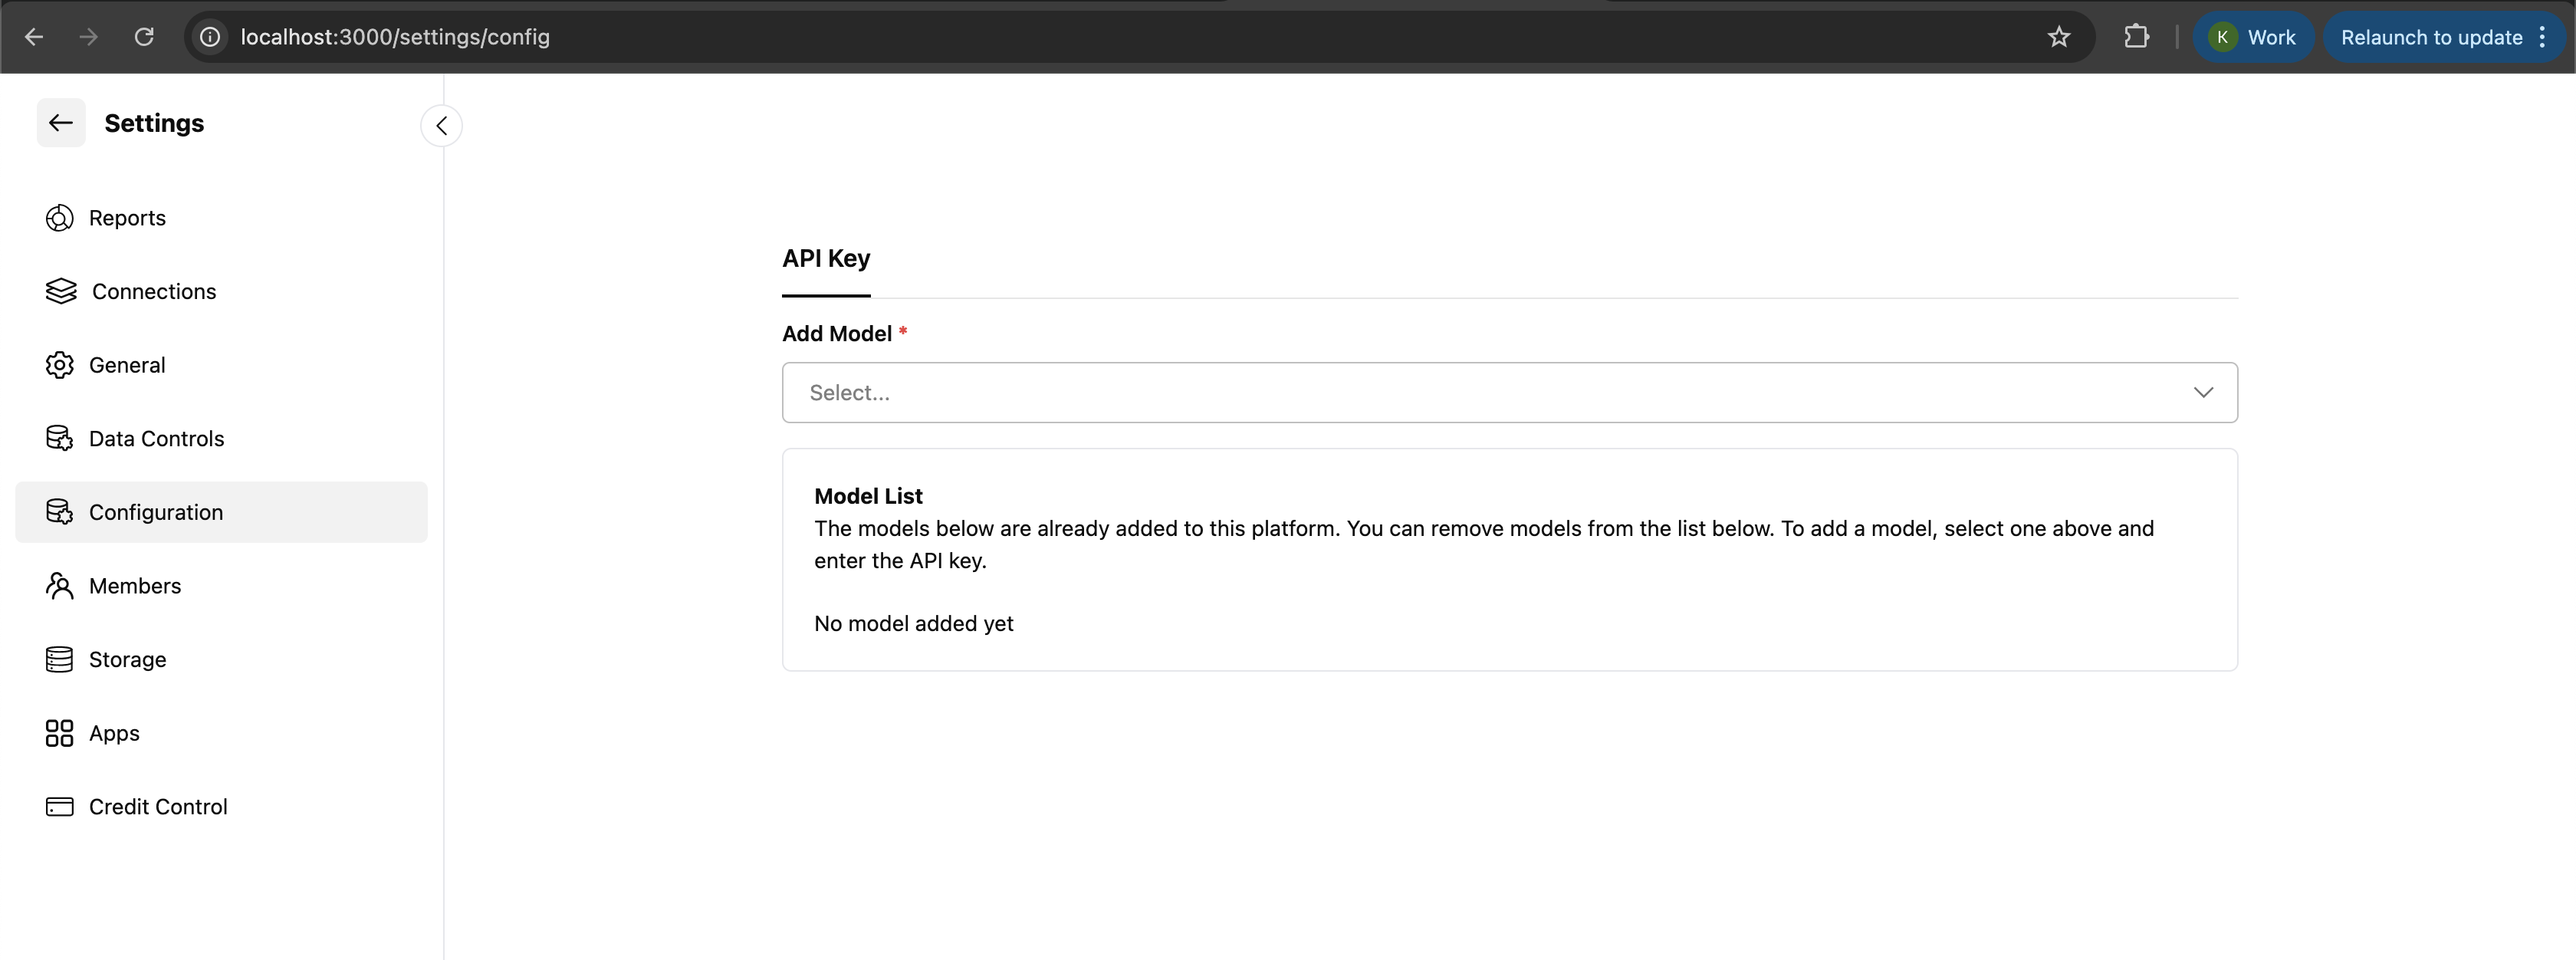 localhost:3000/settings/config
K
Work
Relaunch to update
Settings
Reports
Connections
General
Data Controls
Configuration
Members
Storage
Apps
Credit Control
API Key
Add Model *
Select...
Model List
The models below are already added to this platform. You can remove models from the list below. To add a model, select one above and
enter the API key.
No model added yet